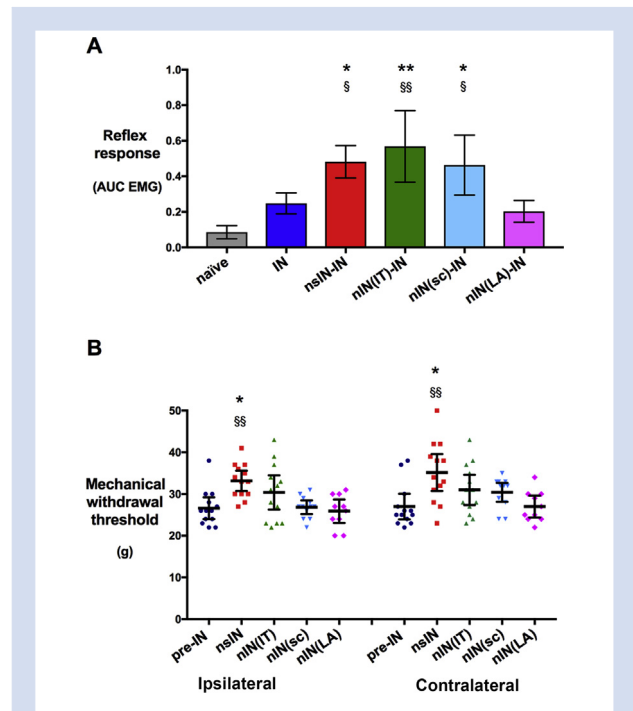 A
1.0
0.8
0.6
0.4
0.2
0.0
Reflex
response
(AUC EMG)
*
§
**
§§
*
§
naïve
IN
nsIN-IN
nIN(IT)-IN
nIN(sc)-IN
nIN(LA)-IN
B
50
40
30
20
10
0
Mechanical
withdrawal
threshold
(g)
*
§§
*
§§
pre-IN
nsIN
nIN(IT)
nIN(sc)
nIN(LA)
pre-IN
nsIN
nIN(IT)
nIN(sc)
nIN(LA)
Ipsilateral
Contralateral